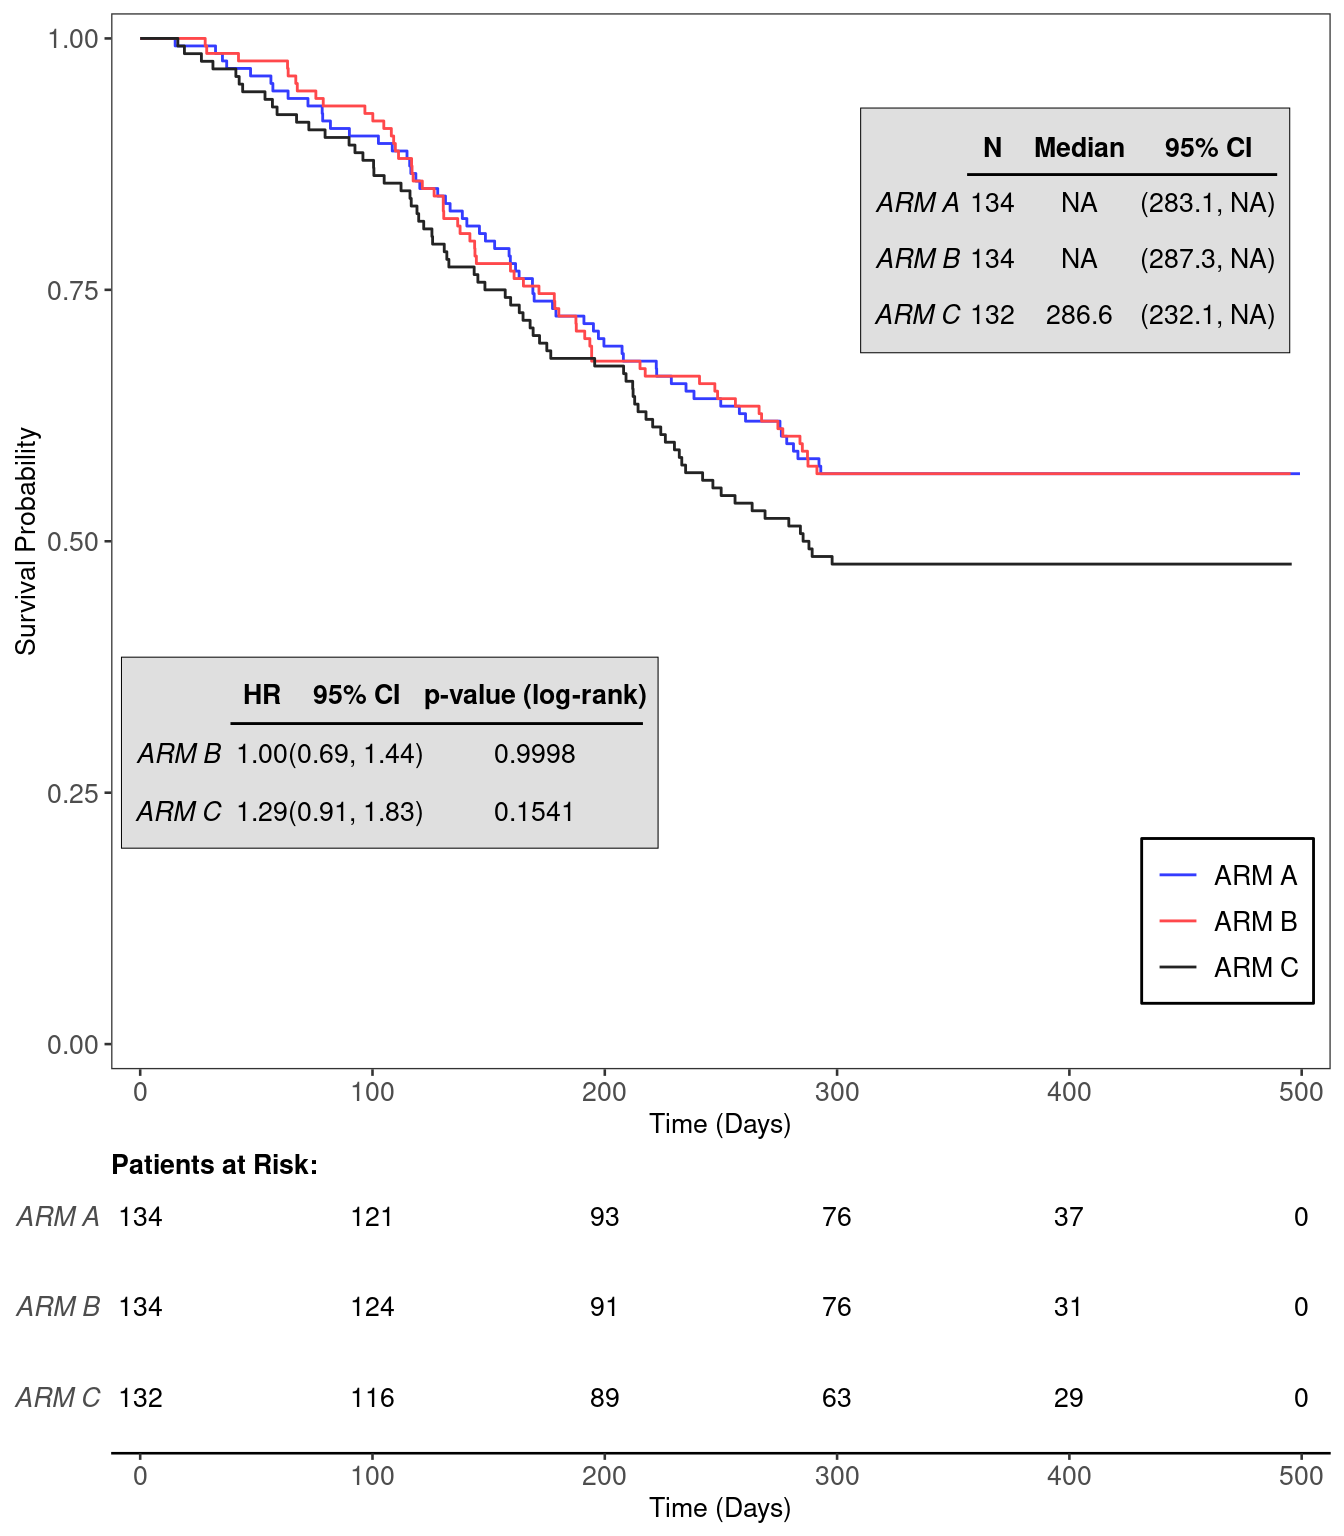 1.00
0.75
0.50
0.25
0.00
Survival Probability
N Median 95% CI
ARM A 134 NA (283.1, NA)
ARM B 134 NA (287.3, NA)
ARM C 132 286.6 (232.1, NA)
HR 95% CI p-value (log-rank)
ARM B 1.00(0.69, 1.44) 0.9998
ARM C 1.29(0.91, 1.83) 0.1541
ARM A
ARM B
ARM C
0 100 200 300 400 500
Time (Days)
Patients at Risk:
ARM A 134 121 93 76 37 0
ARM B 134 124 91 76 31 0
ARM C 132 116 89 63 29 0
0 100 200 300 400 500
Time (Days)